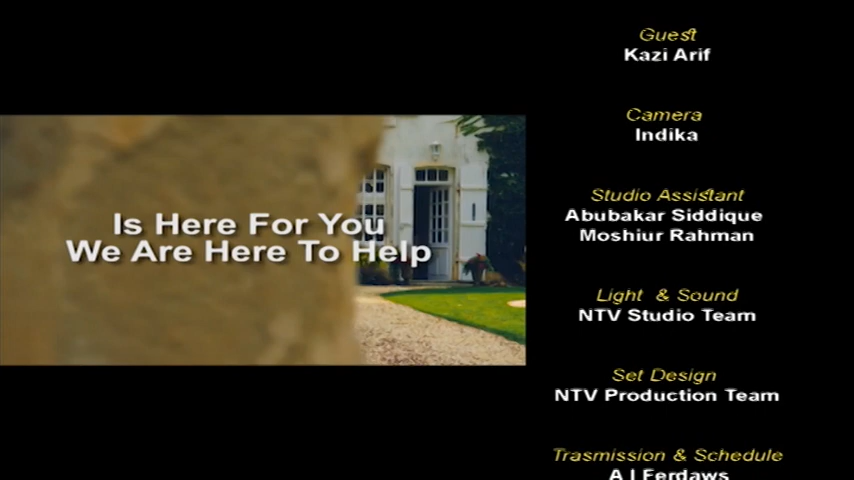 Is Here For You
We Are Here To Help
Guest
Kazi Arif
Camera
Indika
Studio Assistant
Abubakar Siddique
Moshiur Rahman
Light & Sound
NTV Studio Team
Set Design
NTV Production Team
Trasmission & Schedule
A I Ferdaws